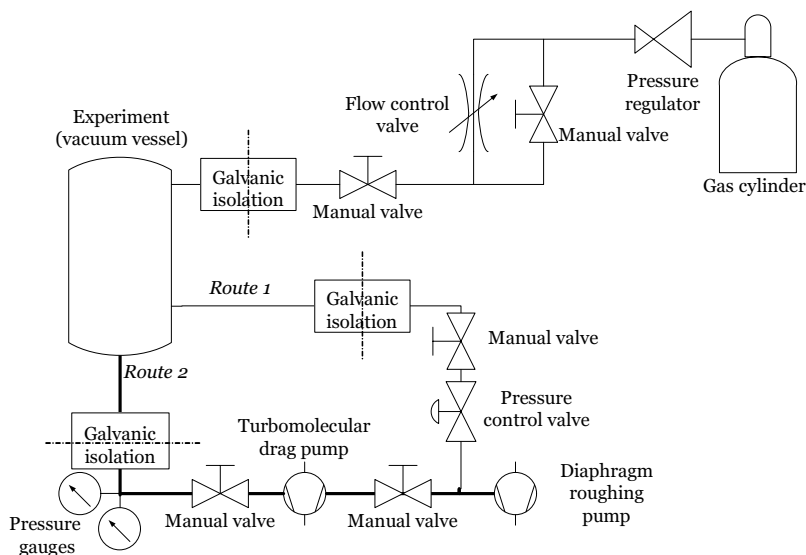 Experiment
(vacuum vessel)
Galvanic
isolation
Manual valve
Flow control
valve
Manual valve
Pressure
regulator
Gas cylinder
Route 1
Galvanic
isolation
Manual valve
Pressure
control valve
Route 2
Galvanic
isolation
Pressure
gauges
Manual valve
Turbomolecular
drag pump
Manual valve
Diaphragm
roughing
pump